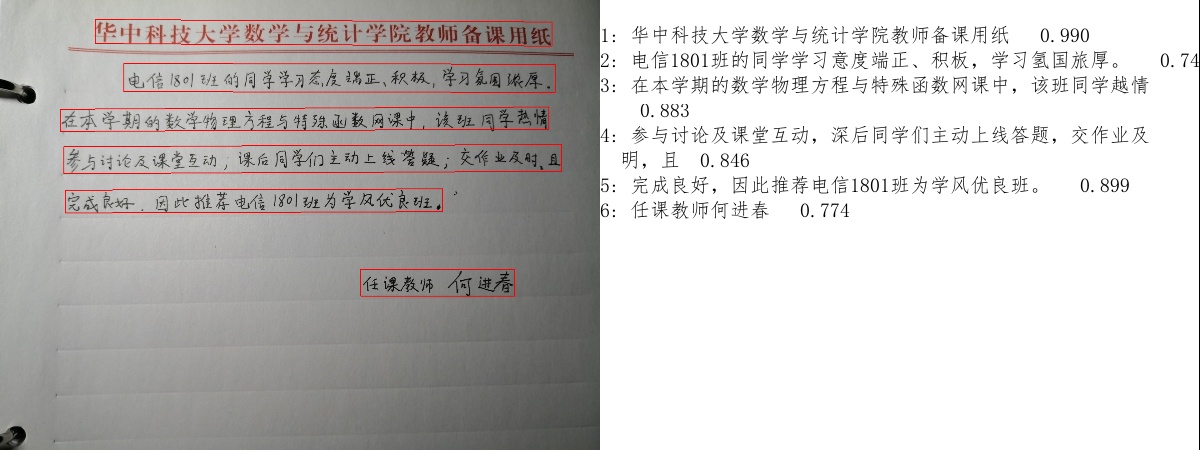 华中科技大学数学与统计学院教师备课用纸
电信1801班的同学学习态度端正、积极,学习氛围浓厚。
在本学期的数学物理方程与特殊函数网课中,该班同学热情
参与讨论及课堂互动,课后同学们主动上线答疑;交作业及时,且
完成良好,因此推荐电信1801班为学风优良班。
任课教师 何进春
1: 华中科技大学数学与统计学院教师备课用纸 0.990
2: 电信1801班的同学学习意度端正、积板,学习氢国旅厚。 0.74
3: 在本学期的数学物理方程与特殊函数网课中,该班同学越情
0.883
4: 参与讨论及课堂互动,深后同学们主动上线答题,交作业及
明,且 0.846
5: 完成良好,因此推荐电信1801班为学风优良班。 0.899
6: 任课教师何进春 0.774